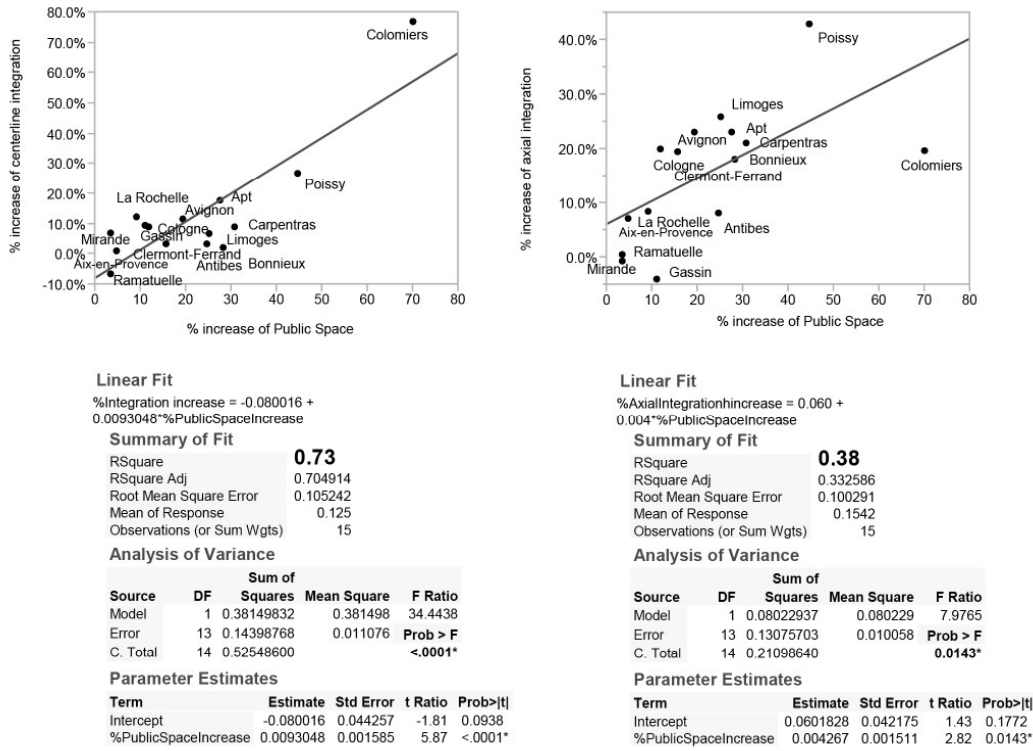 80.0%
70.0%
60.0%
50.0%
40.0%
30.0%
20.0%
10.0%
0.0%
-10.0%
% increase of centerline integration
Colomiers
Poissy
La Rochelle
Apt
Avignon
Carpentras
Cologne
Mirande
Gassin
Limoges
Clermont-Ferrand
Aix-en-Provence
Antibes
Bonnieux
Ramatuelle
0 10 20 30 40 50 60 70 80
% increase of Public Space
40.0%
30.0%
20.0%
10.0%
0.0%
% increase of axial integration
Poissy
Limoges
Avignon
Apt
Carpentras
Cologne
Bonnieux
Colomiers
Clermont-Ferrand
La Rochelle
Antibes
Aix-en-Provence
Ramatuelle
Mirande
Gassin
0 10 20 30 40 50 60 70 80
% increase of Public Space
Linear Fit
%Integration increase = -0.080016 +
0.0093048*%PublicSpaceIncrease
Summary of Fit
RSquare 0.73
RSquare Adj 0.704914
Root Mean Square Error 0.105242
Mean of Response 0.125
Observations (or Sum Wgts) 15
Analysis of Variance
Sum of
Source DF Squares Mean Square F Ratio
Model 1 0.38149832 0.381498 34.4438
Error 13 0.14398768 0.011076 Prob > F
C. Total 14 0.52548600 <.0001*
Parameter Estimates
Term Estimate Std Error t Ratio Prob>|t|
Intercept -0.080016 0.044257 -1.81 0.0938
%PublicSpaceIncrease 0.0093048 0.001585 5.87 <.0001*
Linear Fit
%AxialIntegrationhincrease = 0.060 +
0.004*%PublicSpaceIncrease
Summary of Fit
RSquare 0.38
RSquare Adj 0.332586
Root Mean Square Error 0.100291
Mean of Response 0.1542
Observations (or Sum Wgts) 15
Analysis of Variance
Sum of
Source DF Squares Mean Square F Ratio
Model 1 0.08022937 0.080229 7.9765
Error 13 0.13075703 0.010058 Prob > F
C. Total 14 0.21098640 0.0143*
Parameter Estimates
Term Estimate Std Error t Ratio Prob>|t|
Intercept 0.0601828 0.042175 1.43 0.1772
%PublicSpaceIncrease 0.004267 0.001511 2.82 0.0143*